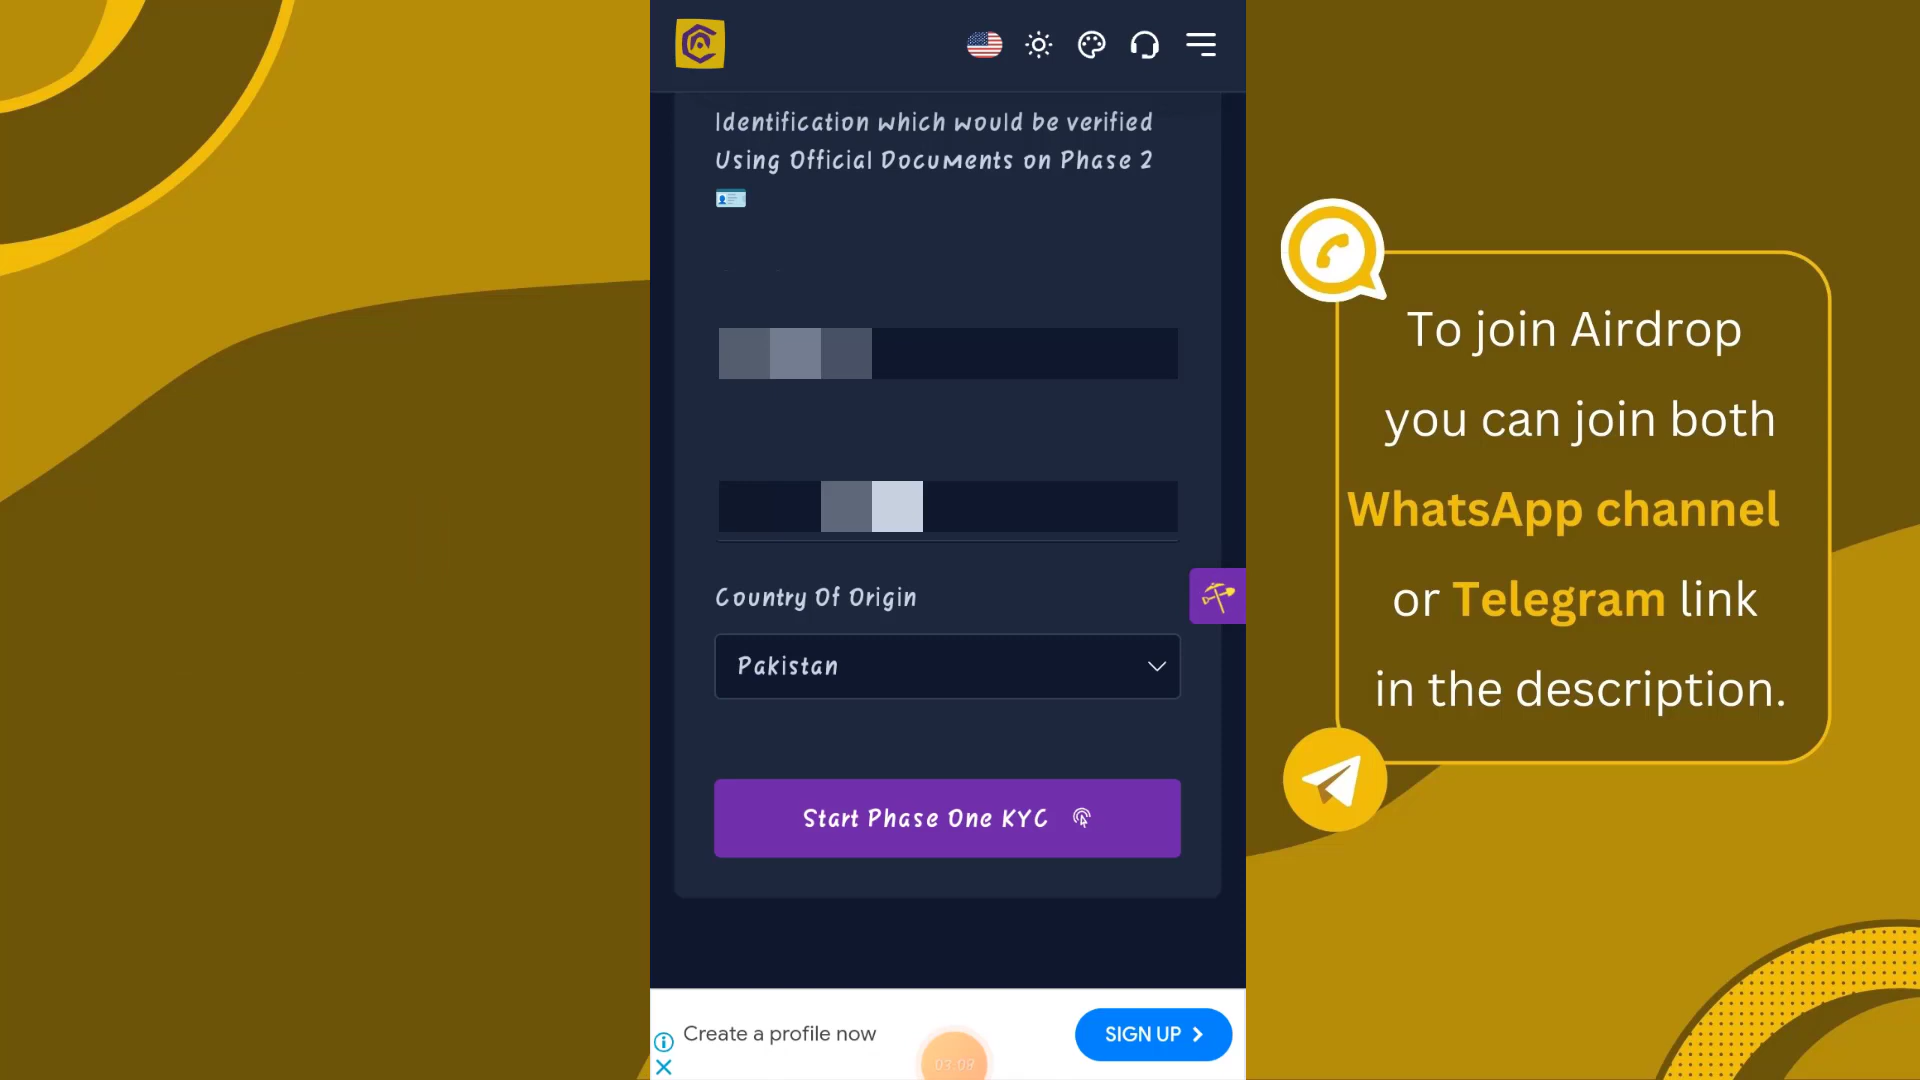 Identification which would be verified
Using Official Documents on Phase 2
Country Of Origin
Pakistan
Start Phase One KYC
Create a profile now
SIGN UP
03:08
To join Airdrop
you can join both
WhatsApp channel
or Telegram link
in the description.